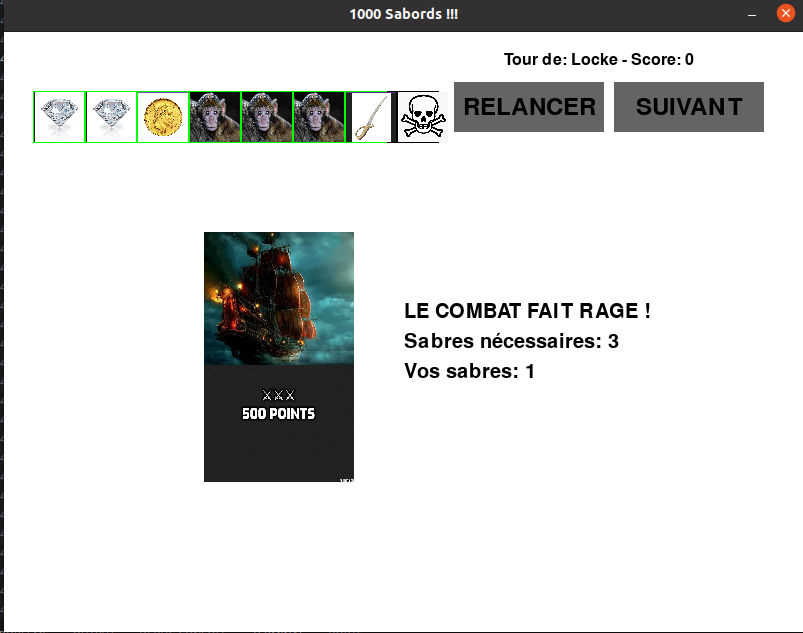 1000 Sabords !!!
Tour de: Locke - Score: 0
RELANCER
SUIVANT
LE COMBAT FAIT RAGE !
Sabres nécessaires: 3
Vos sabres: 1
500 POINTS